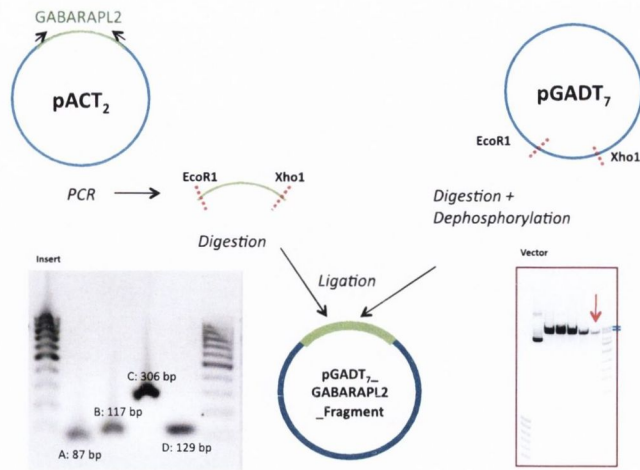 GABARAPL2
pACT2
pGADT7
EcoR1
Xho1
PCR
EcoR1
Xho1
Digestion +
Dephosphorylation
Digestion
Insert
Ligation
Vector
C: 306 bp
B: 117 bp
A: 87 bp
D: 129 bp
pGADT7_
GABARAPL2
_Fragment